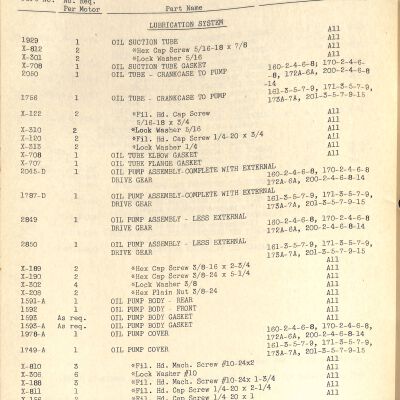 Part No. No. Req.
Per Motor Part Name
LUBRICATION SYSTEM
All
1929 1 OIL SUCTION TUBE All
X-812 2 *Hex Cap Screw 5/16-18 x 7/8 All
X-301 2 *Lock Washer 5/16 All
X-708 1 OIL SUCTION TUBE GASKET 160-2-4-6-8; 170-2-4-6-
2050 1 OIL TUBE - CRANKCASE TO PUMP -8, 172A-6A, 200-2-4-6-8
-14
1756 1 OIL TUBE - CRANKCASE TO PUMP 161-3-5-7-9, 171-3-5-7-9,
173A-7A, 201-3-5-7-9-15
X-122 2 *Fil. Hd. Cap Screw All
5/16-18 x 3/4 All
X-310 2 *Lock Washer 5/16 All
X-120 2 *Fil. Hd. Cap Screw 1/4-20 x 3/4 All
X-313 2 *Lock Washer 1/4 All
X-708 1 OIL TUBE ELBOW GASKET All
X-707 1 OIL TUBE FLANGE GASKET
2045-D 1 OIL PUMP ASSEMBLY-COMPLETE WITH EXTERNAL 160-2-4-6-8, 170-2-4-6-8
DRIVE GEAR 172A-6A, 200-2-4-6-8-14
1787-D 1 OIL PUMP ASSEMBLY-COMPLETE WITH EXTERNAL 161-3-5-7-9, 171-3-5-7-9,
DRIVE GEAR 173A-7A, 201-3-5-7-9-15
2849 1 OIL PUMP ASSEMBLY - LESS EXTERNAL 160-2-4-6-8, 170-2-4-6-8
DRIVE GEAR 172A-6A, 200-2-4-6-8-14
2850 1 OIL PUMP ASSEMBLY - LESS EXTERNAL 161-3-5-7-9, 171-3-5-7-9,
DRIVE GEAR 173A-7A, 201-3-5-7-9-15
X-189 2 *Hex Cap Screw 3/8-16 x 2-3/4 All
X-190 2 *Hex Cap Screw 3/8-24 x 5-1/4 All
X-302 4 *Lock Washer 3/8 All
X-208 2 *Hex Plain Nut 3/8-24 All
1591-A 1 OIL PUMP BODY - REAR All
1592 1 OIL PUMP BODY - FRONT All
1593 As req. OIL PUMP BODY GASKET All
1593-A As req. OIL PUMP BODY GASKET 160-2-4-6-8, 170-2-4-6-8,
1978-A 1 OIL PUMP COVER 172A-6A, 200-2-4-6-8-14
1749-A 1 OIL PUMP COVER 161-3-5-7-9, 171-3-5-7-9,
173A-7A, 201-3-5-7-9-15
X-810 3 *Fil. Hd. Mach. Screw #10-24x2 All
X-306 6 *Lock Washer #10 All
X-188 3 *Fil. Hd. Mach. Screw #10-24 x 1-3/4 All
X-811 1 *Fil. Hd. Cap Screw 1/4-20 x 2-1/4 All
*Fil. Hd. Cap Screw 1/4-20 x 1 All